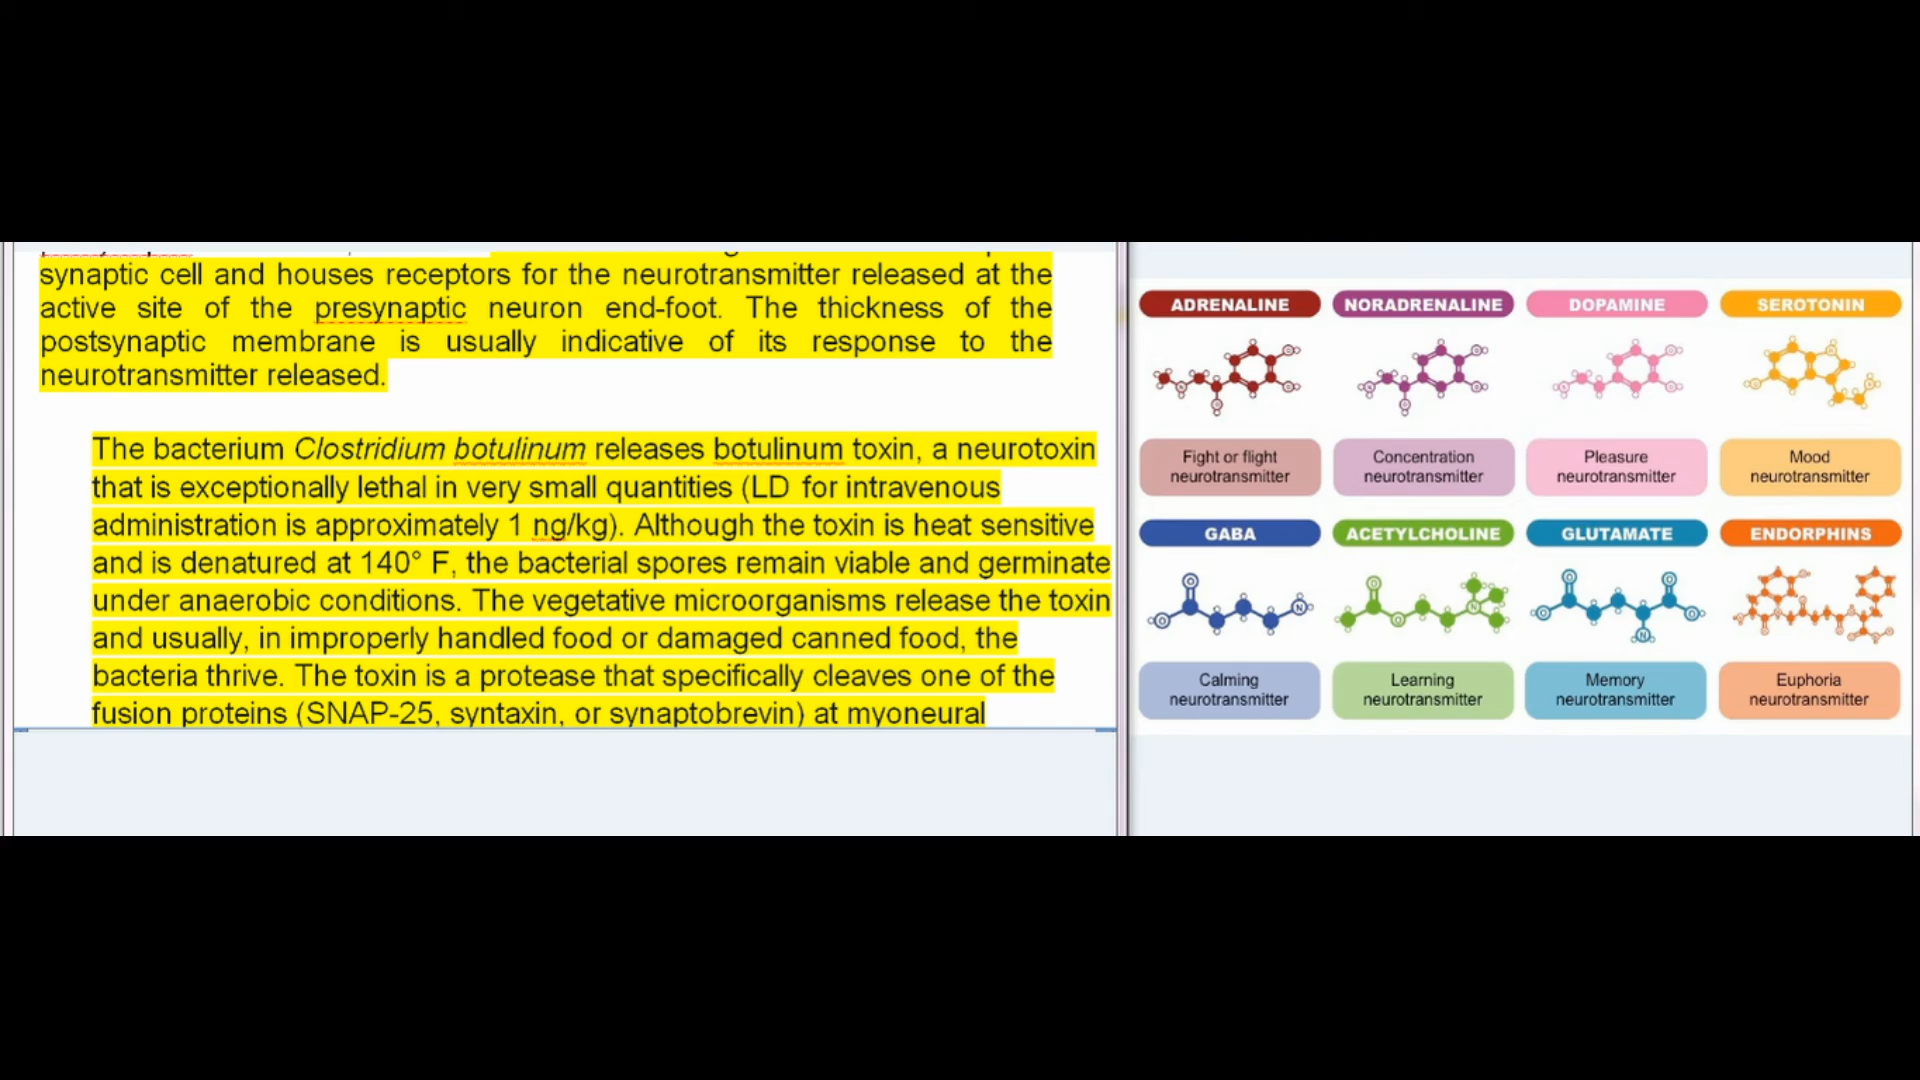 synaptic cell and houses receptors for the neurotransmitter released at the
active site of the presynaptic neuron end-foot. The thickness of the
postsynaptic membrane is usually indicative of its response to the
neurotransmitter released.
The bacterium Clostridium botulinum releases botulinum toxin, a neurotoxin
that is exceptionally lethal in very small quantities (LD for intravenous
administration is approximately 1 ng/kg). Although the toxin is heat sensitive
and is denatured at 140° F, the bacterial spores remain viable and germinate
under anaerobic conditions. The vegetative microorganisms release the toxin
and usually, in improperly handled food or damaged canned food, the
bacteria thrive. The toxin is a protease that specifically cleaves one of the
fusion proteins (SNAP-25, syntaxin, or synaptobrevin) at myoneural
ADRENALINE NORADRENALINE DOPAMINE SEROTONIN
Fight or flight Concentration Pleasure Mood
neurotransmitter neurotransmitter neurotransmitter neurotransmitter
GABA ACETYLCHOLINE GLUTAMATE ENDORPHINS
Calming Learning Memory Euphoria
neurotransmitter neurotransmitter neurotransmitter neurotransmitter